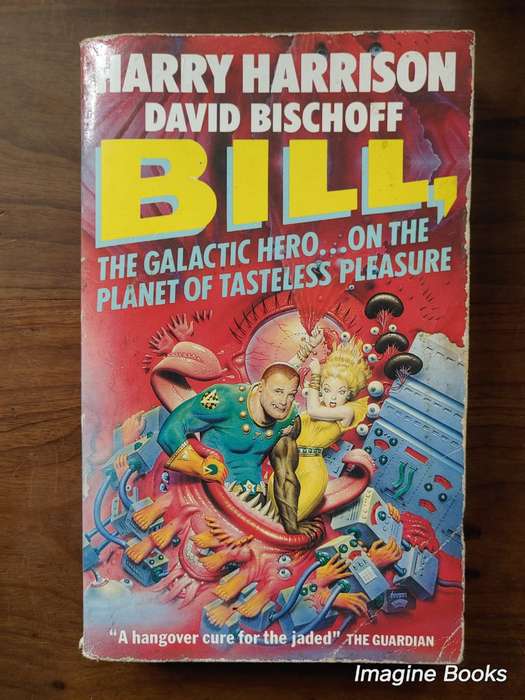 HARRY HARRISON
DAVID BISCHOFF
BILL,
THE GALACTIC HERO...ON THE
PLANET OF TASTELESS PLEASURE
"A hangover cure for the jaded" THE GUARDIAN
Imagine Books